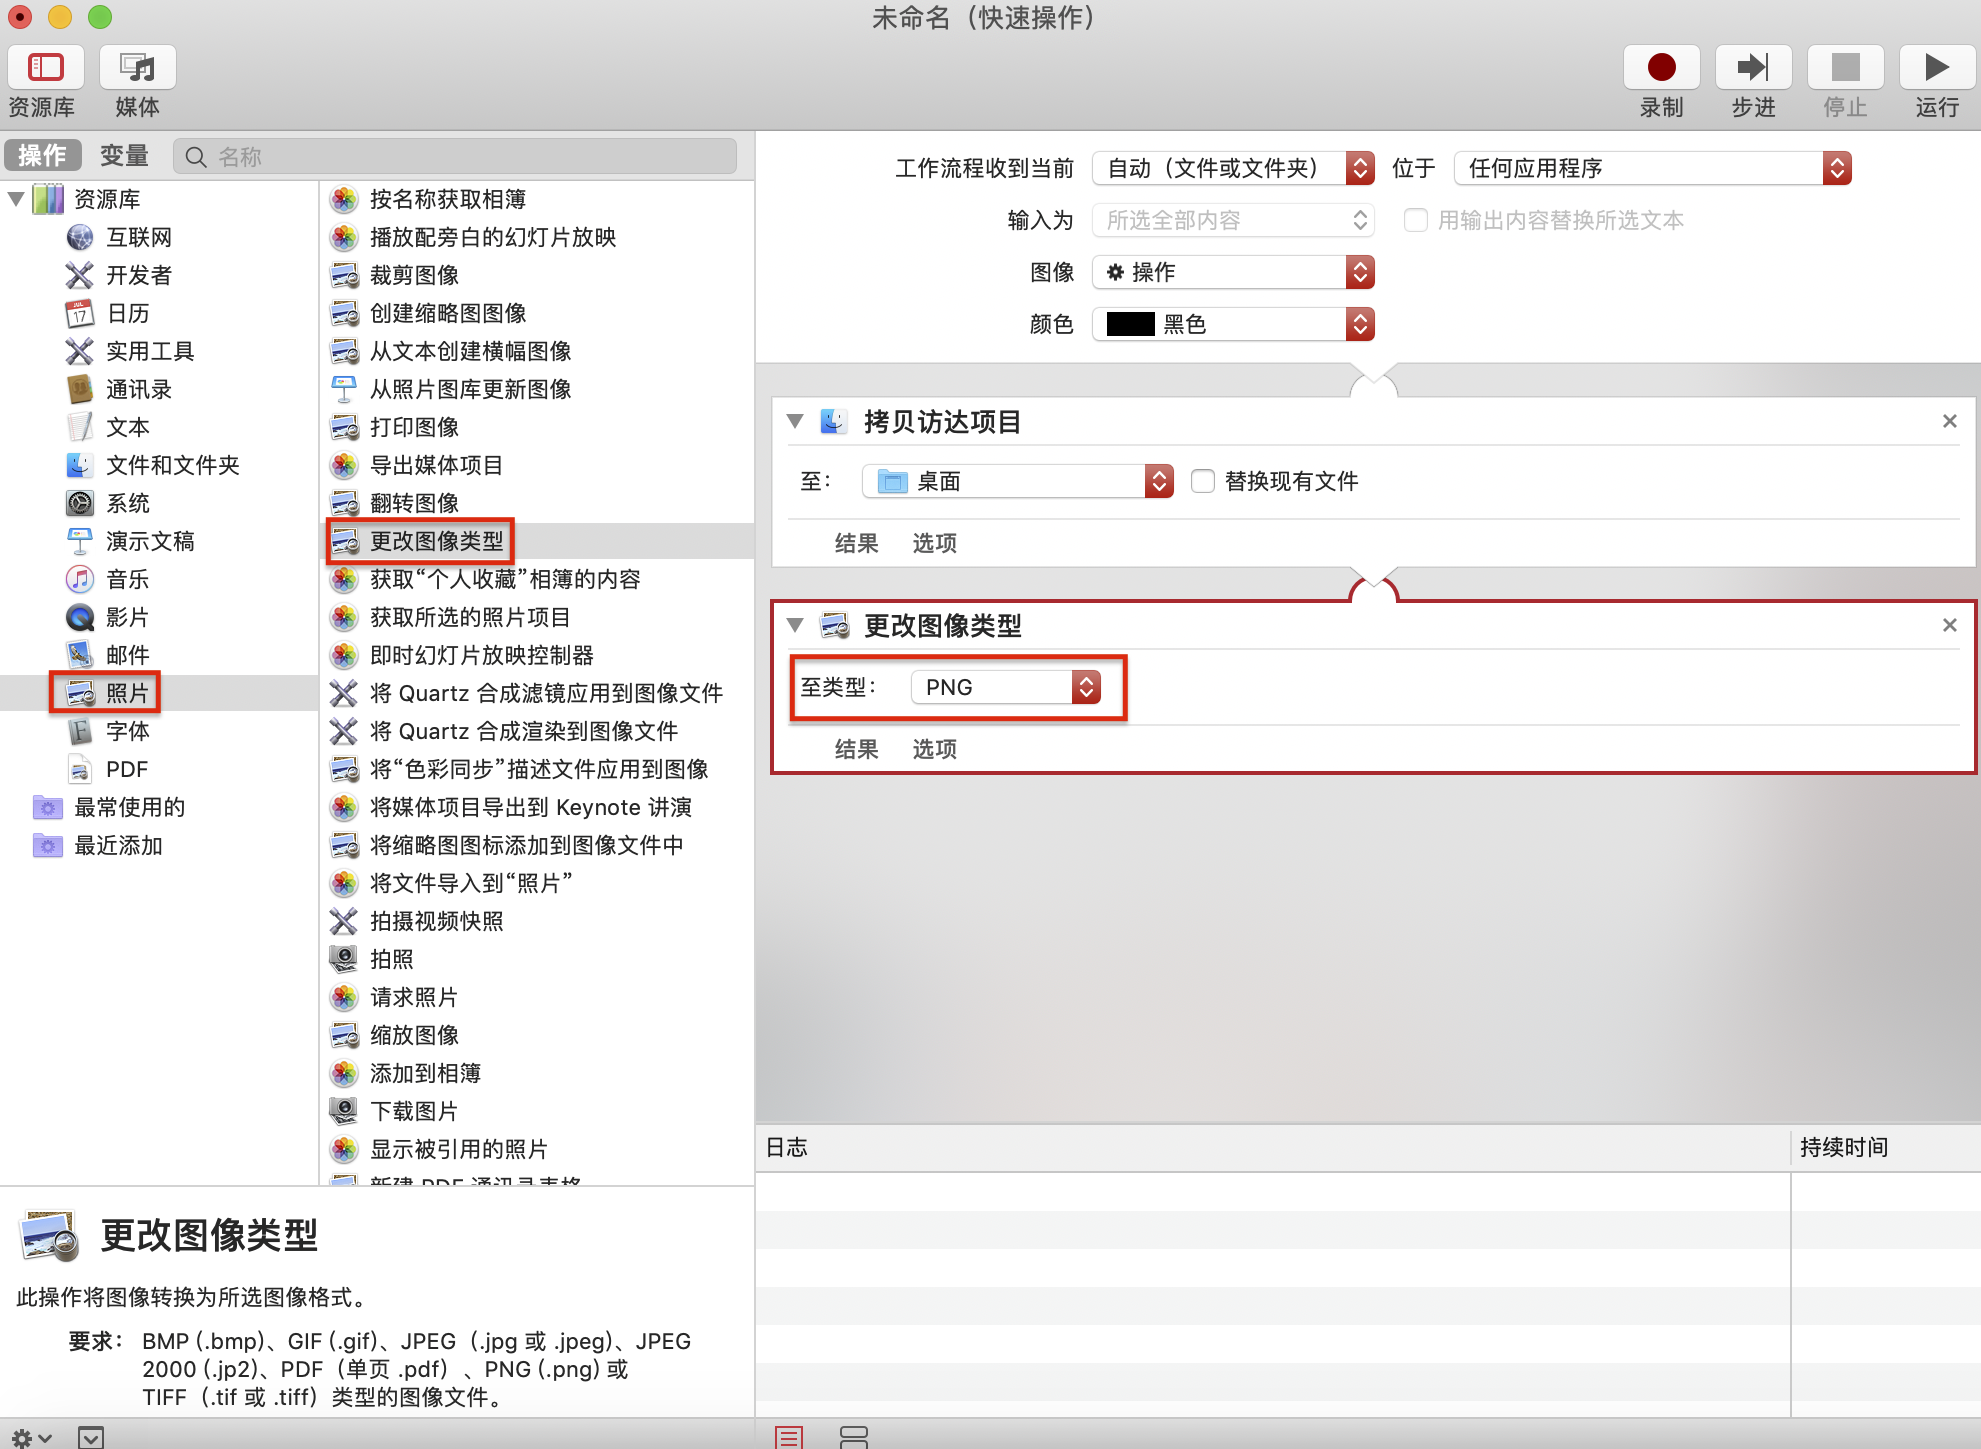 未命名（快速操作）
资源库
媒体
录制
步进
停止
运行
操作
变量
名称
资源库
互联网
开发者
日历
实用工具
通讯录
文本
文件和文件夹
系统
演示文稿
音乐
影片
邮件
照片
字体
PDF
最常使用的
最近添加
按名称获取相簿
播放配旁白的幻灯片放映
裁剪图像
创建缩略图图像
从文本创建横幅图像
从照片图库更新图像
打印图像
导出媒体项目
翻转图像
更改图像类型
获取“个人收藏”相簿的内容
获取所选的照片项目
即时幻灯片放映控制器
将 Quartz 合成滤镜应用到图像文件
将 Quartz 合成渲染到图像文件
将“色彩同步”描述文件应用到图像
将媒体项目导出到 Keynote 讲演
将缩略图图标添加到图像文件中
将文件导入到“照片”
拍摄视频快照
拍照
请求照片
缩放图像
添加到相簿
下载图片
显示被引用的照片
新建 PDF 通讯录表格
工作流程收到当前 自动（文件或文件夹） 位于 任何应用程序
输入为 所选全部内容 用输出内容替换所选文本
图像 操作
颜色 黑色
拷贝访达项目
至： 桌面 替换现有文件
结果 选项
更改图像类型
至类型： PNG
结果 选项
日志 持续时间
更改图像类型
此操作将图像转换为所选图像格式。
要求： BMP (.bmp)、GIF (.gif)、JPEG（.jpg 或 .jpeg）、JPEG
2000 (.jp2)、PDF（单页 .pdf）、PNG (.png) 或
TIFF（.tif 或 .tiff）类型的图像文件。